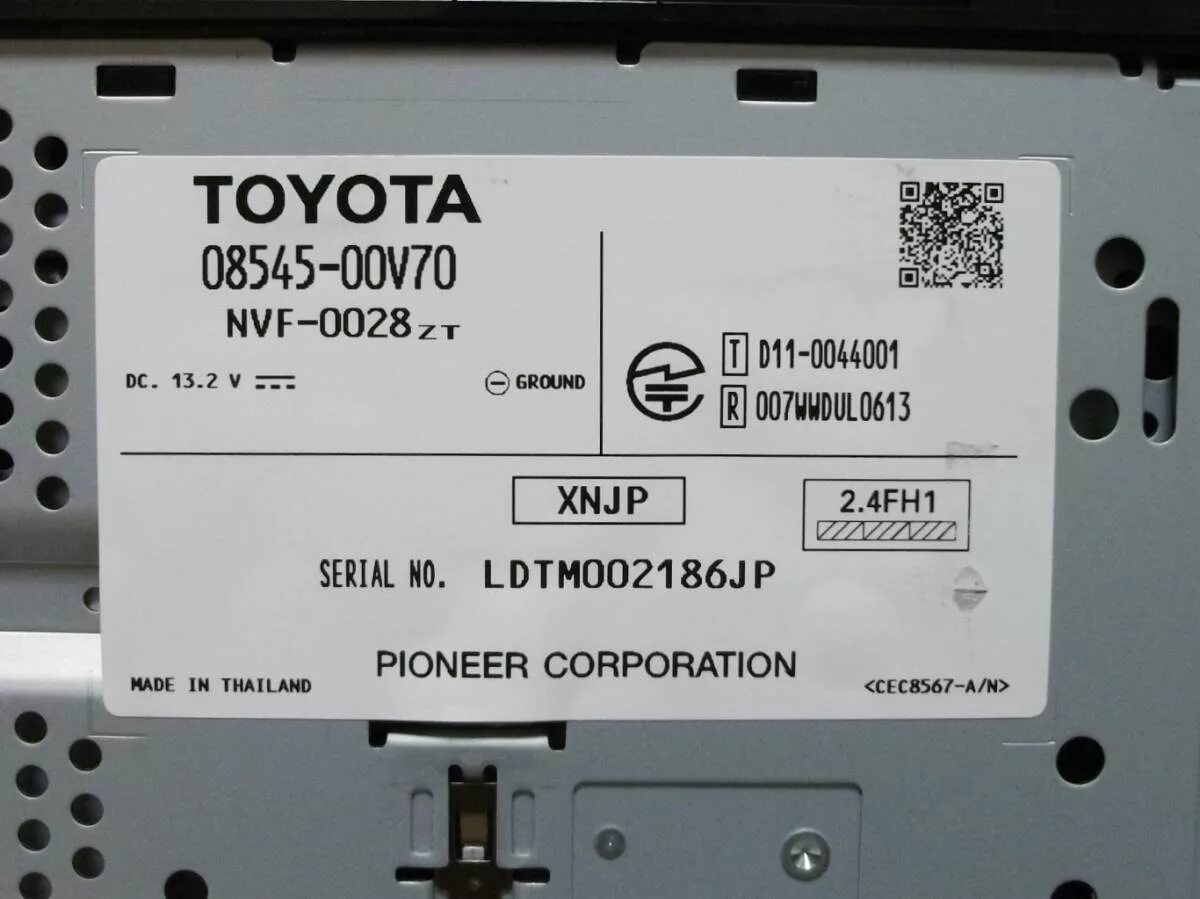 TOYOTA
08545-00V70
NVF-0028ZT
DC. 13.2 V
GROUND
T D11-0044001
R 007WWDUL0613
XNJP
2.4FH1
SERIAL NO. LDTM002186JP
PIONEER CORPORATION
MADE IN THAILAND
<CEC8567-A/N>